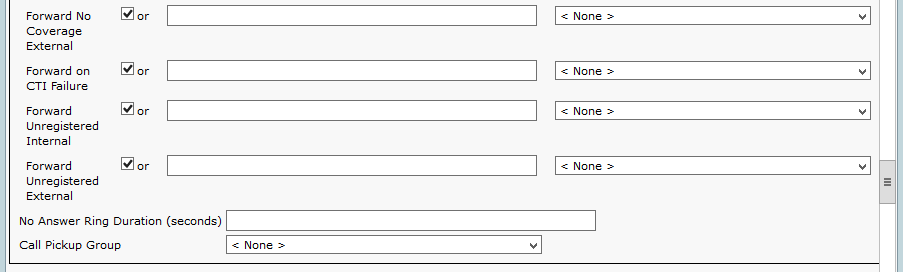 Forward No or < None >
Coverage
External
Forward on or < None >
CTI Failure
Forward or < None >
Unregistered
Internal
Forward or < None >
Unregistered
External
No Answer Ring Duration (seconds)
Call Pickup Group < None >